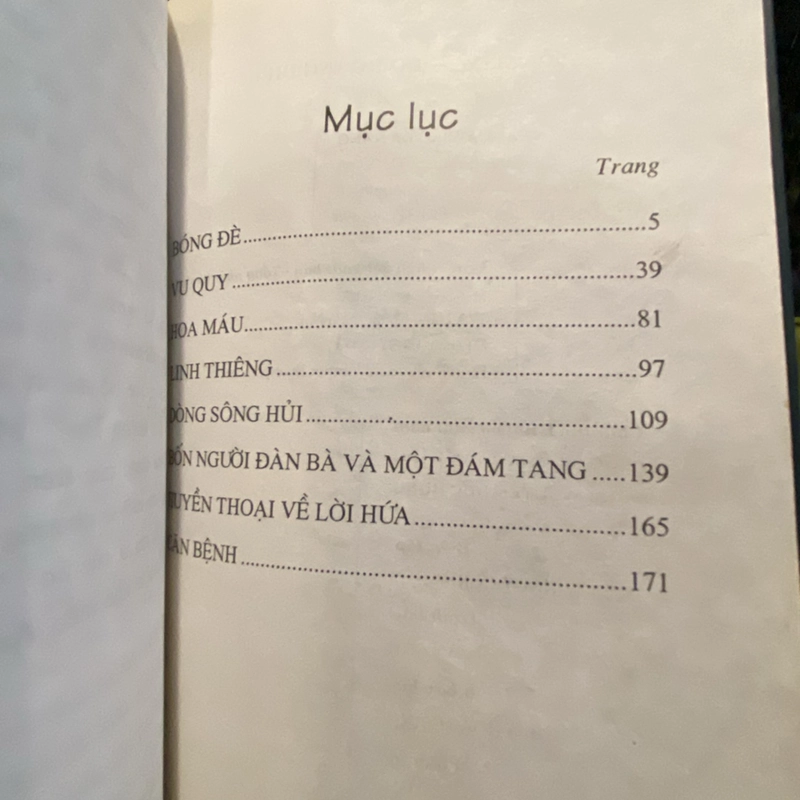 Mục lục
Trang
BÓNG ĐÈ.....5
VU QUY.....39
HOA MÁU.....81
LINH THIÊNG.....97
DÒNG SÔNG HỦI.....109
BỐN NGƯỜI ĐÀN BÀ VÀ MỘT ĐÁM TANG.....139
HUYỀN THOẠI VỀ LỜI HỨA.....165
CĂN BỆNH.....171